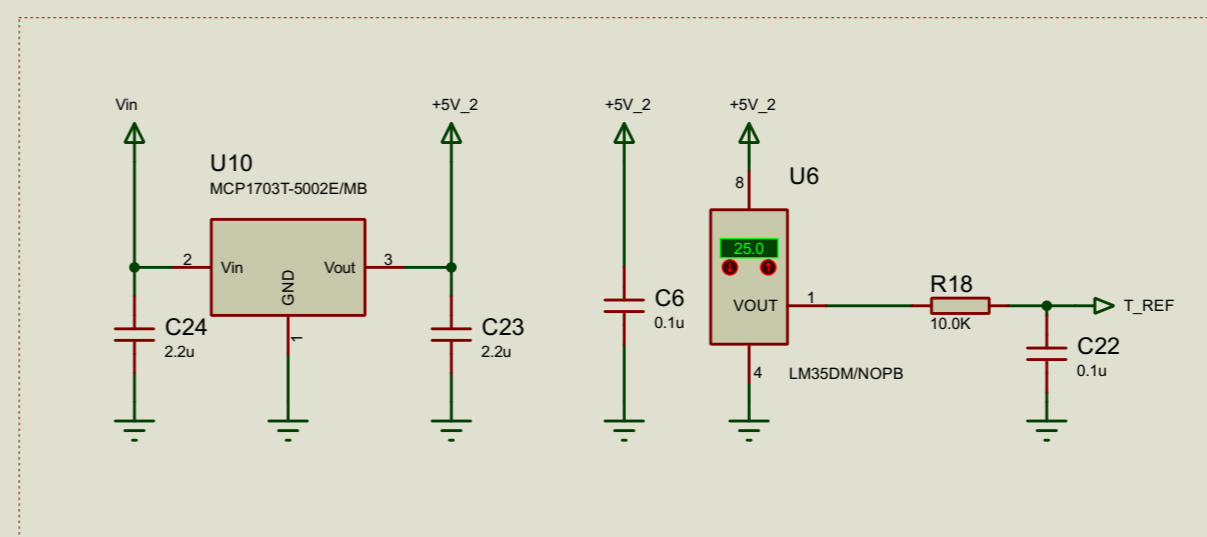 Vin
+5V_2
+5V_2
+5V_2
U10
MCP1703T-5002E/MB
2
Vin
GND
Vout
3
1
C24
2.2u
C23
2.2u
C6
0.1u
8
U6
25.0
VOUT
1
4
LM35DM/NOPB
R18
10.0K
T_REF
C22
0.1u